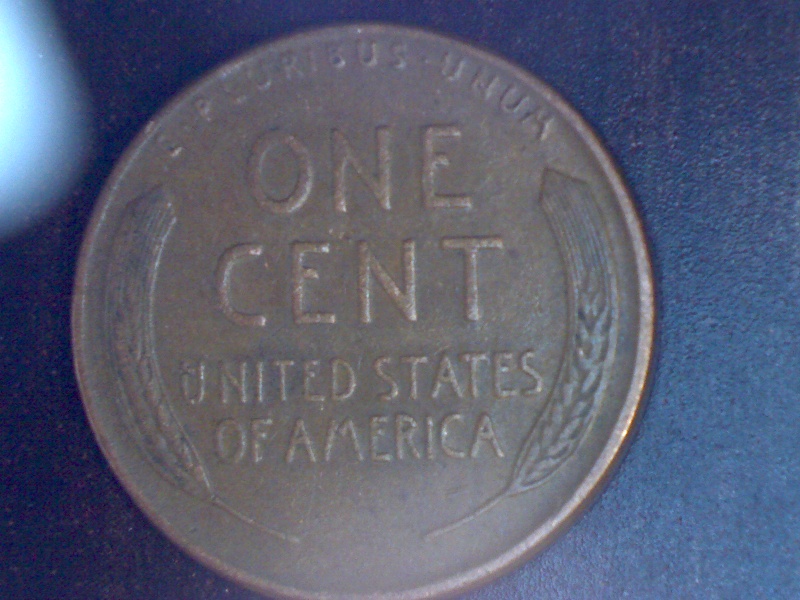 E·PLURIBUS·UNUM
ONE
CENT
UNITED STATES
OF AMERICA